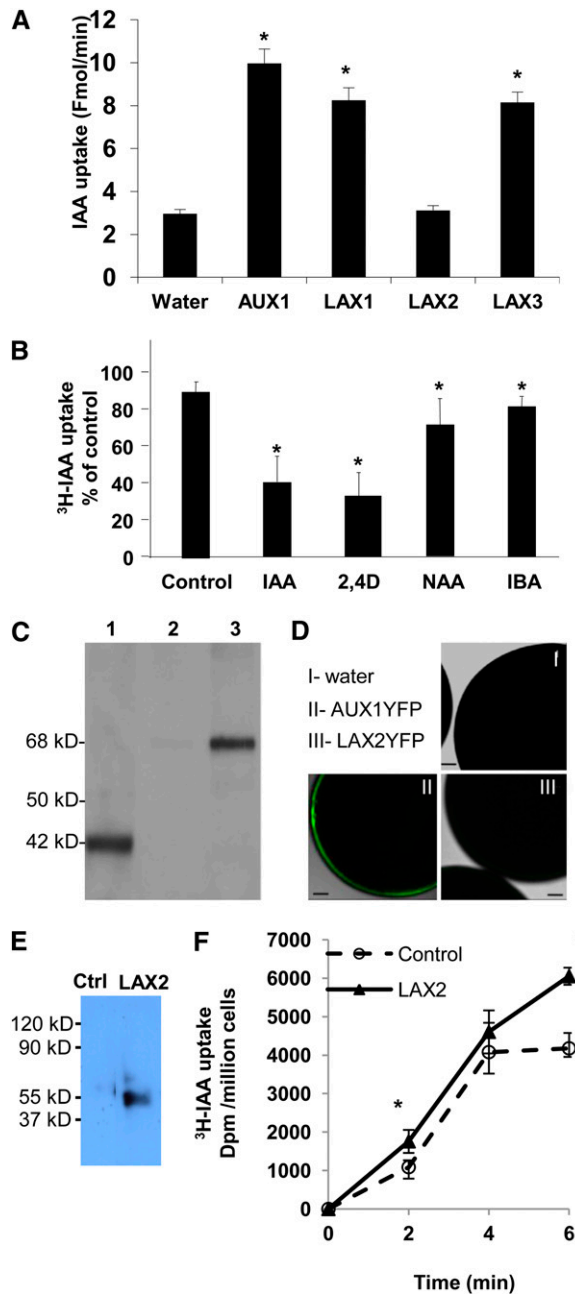 A
IAA uptake (Fmol/min)
12
10
8
6
4
2
0
*
*
*
Water AUX1 LAX1 LAX2 LAX3
B
³H-IAA uptake
% of control
100
80
60
40
20
0
*
*
*
*
Control IAA 2,4D NAA IBA
C
1 2 3
68 kD
50 kD
42 kD
D
I- water
II- AUX1YFP
III- LAX2YFP
I
II
III
E
Ctrl LAX2
120 kD
90 kD
55 kD
37 kD
F
³H-IAA uptake
Dpm /million cells
7000
6000
5000
4000
3000
2000
1000
0
Control
LAX2
*
0 2 4 6
Time (min)